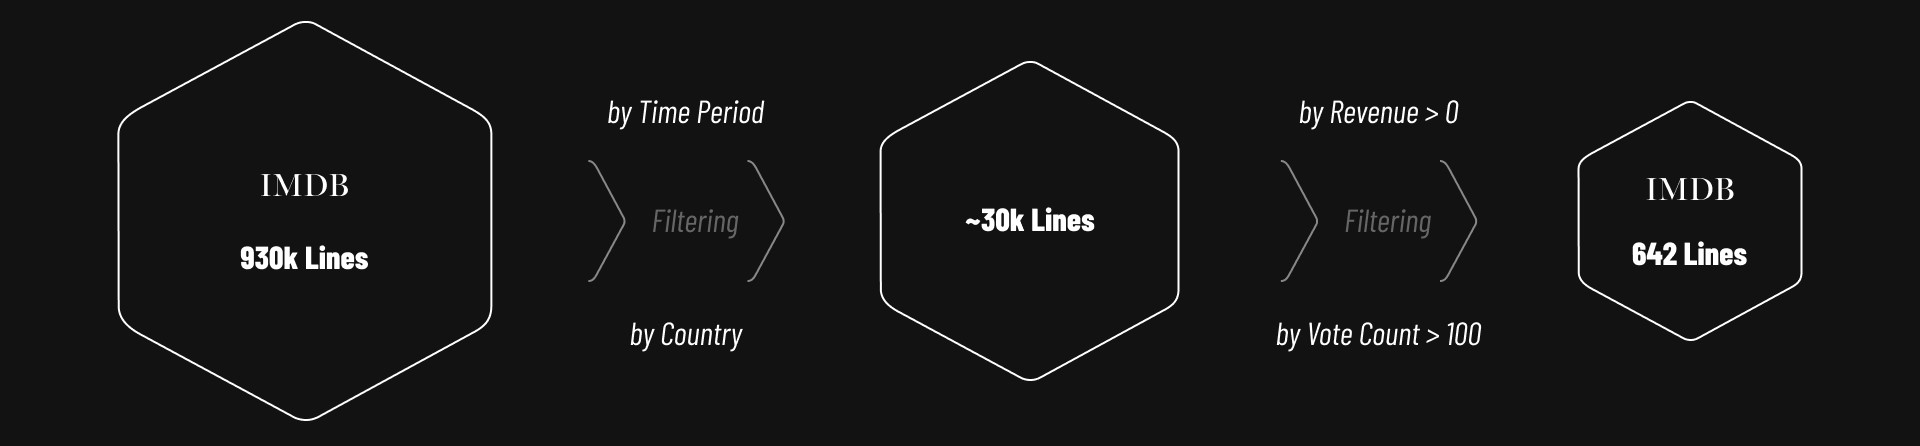 IMDB
930k Lines
by Time Period
Filtering
by Country
~30k Lines
by Revenue > 0
Filtering
by Vote Count > 100
IMDB
642 Lines